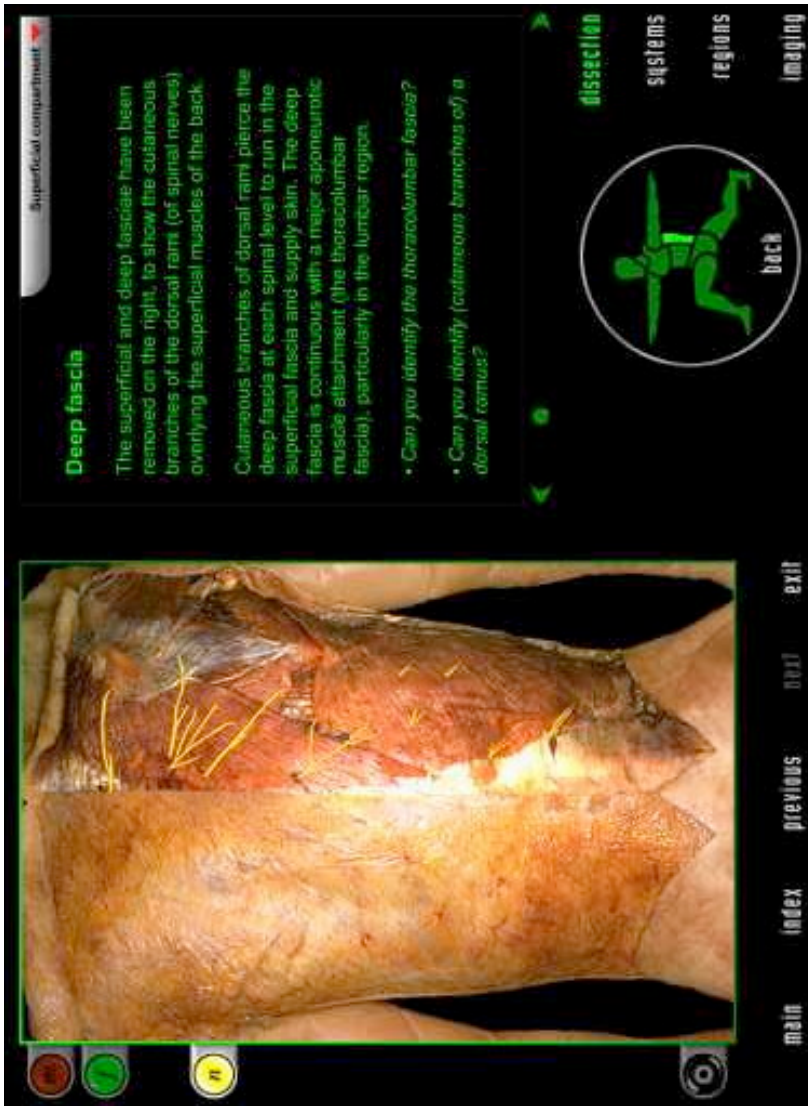 Superficial compartment
Deep fascia
The superficial and deep fasciae have been
removed on the right, to show the cutaneous
branches of the dorsal rami (of spinal nerves)
overlying the superficial muscles of the back.
Cutaneous branches of dorsal rami pierce the
deep fascia at each spinal level to run in the
superficial fascia and supply skin. The deep
fascia is continuous with a major aponeurotic
muscle attachment (the thoracolumbar
fascia), particularly in the lumbar region.
• Can you identify the thoracolumbar fascia?
• Can you identify (cutaneous branches of) a
dorsal ramus?
m
f
n
dissection
systems
regions
imaging
back
main
index
previous
next
exit